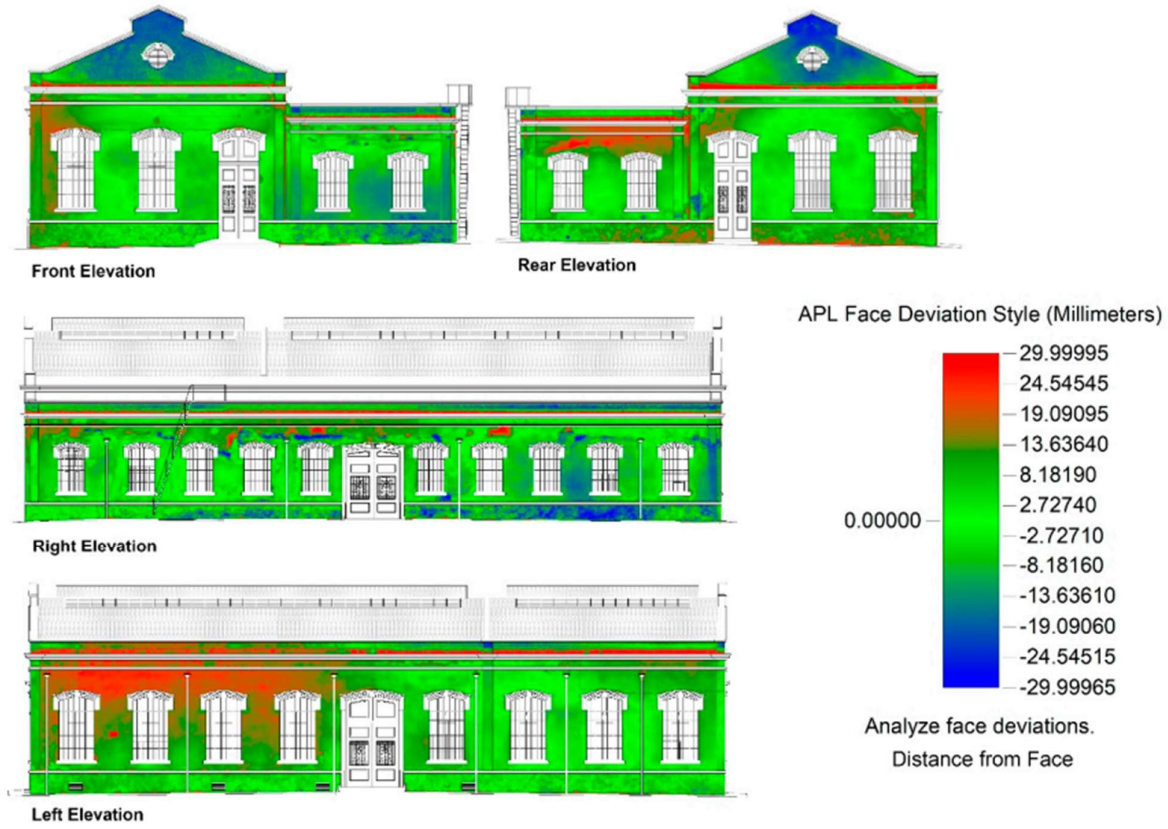 Front Elevation
Rear Elevation
APL Face Deviation Style (Millimeters)
29.99995
24.54545
19.09095
13.63640
8.18190
2.72740
0.00000
-2.72710
-8.18160
-13.63610
-19.09060
-24.54515
-29.99965
Analyze face deviations.
Distance from Face
Right Elevation
Left Elevation